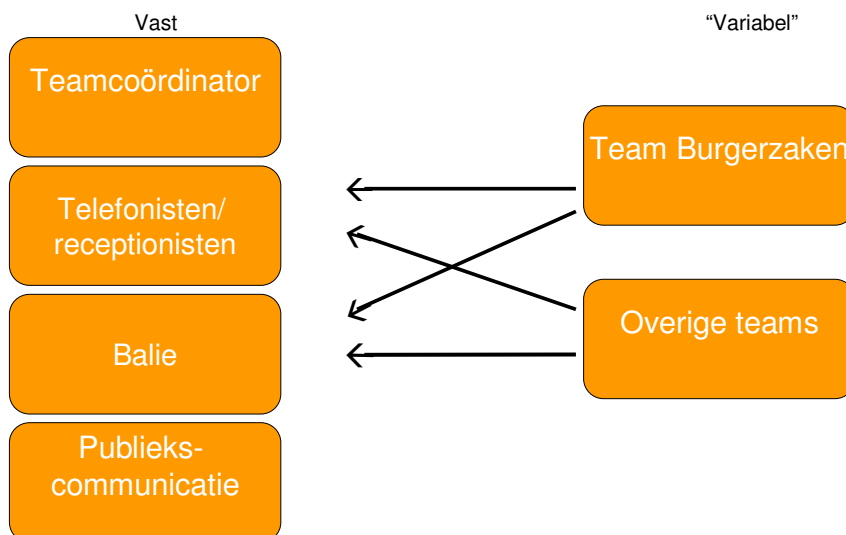 Vast
Teamcoördinator
Telefonisten/
receptionisten
Balie
Publieks-
communicatie
“Variabel”
Team Burgerzaken
Overige teams